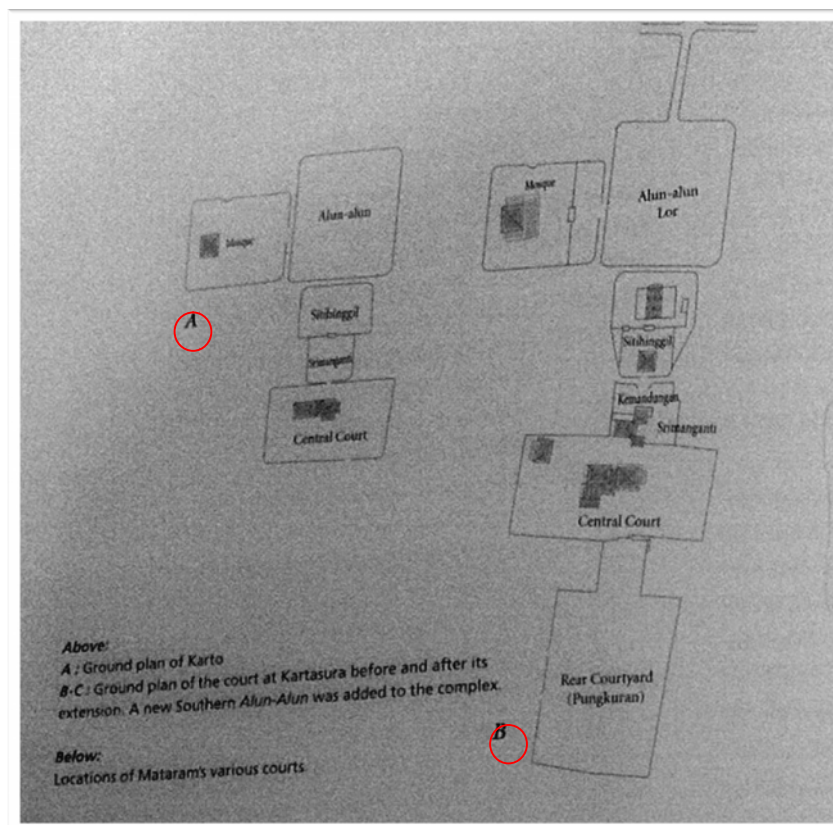 Mosque
Alun-alun
Alun-alun
Lor
Mosque
A
Sitihinggil
Srimanganti
Central Court
Sitihinggil
Kemandungan
Srimanganti
Central Court
Above:
A : Ground plan of Karto
B-C : Ground plan of the court at Kartasura before and after its
extension. A new Southern Alun-Alun was added to the complex.
Rear Courtyard
(Pungkuran)
B
Below:
Locations of Mataram's various courts